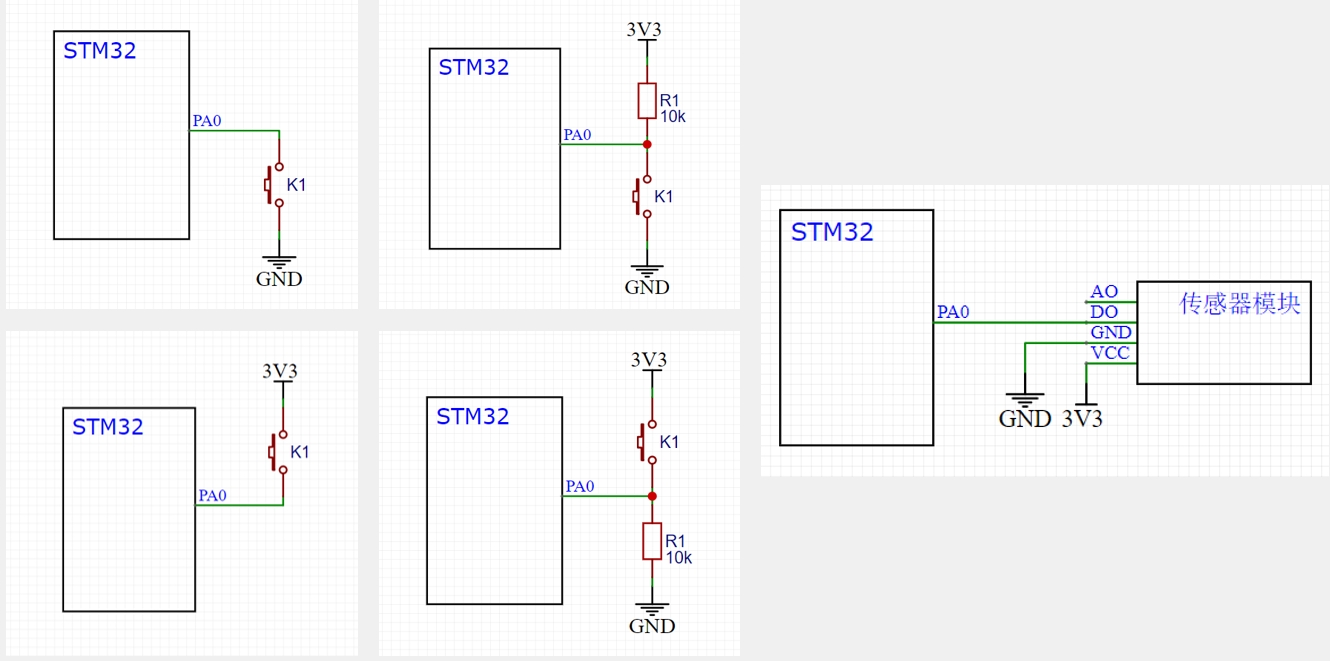 STM32
PA0
K1
GND
3V3
STM32
R1
10k
PA0
K1
GND
3V3
STM32
K1
PA0
3V3
STM32
K1
PA0
R1
10k
GND
STM32
传感器模块
AO
PA0
DO
GND
VCC
GND
3V3